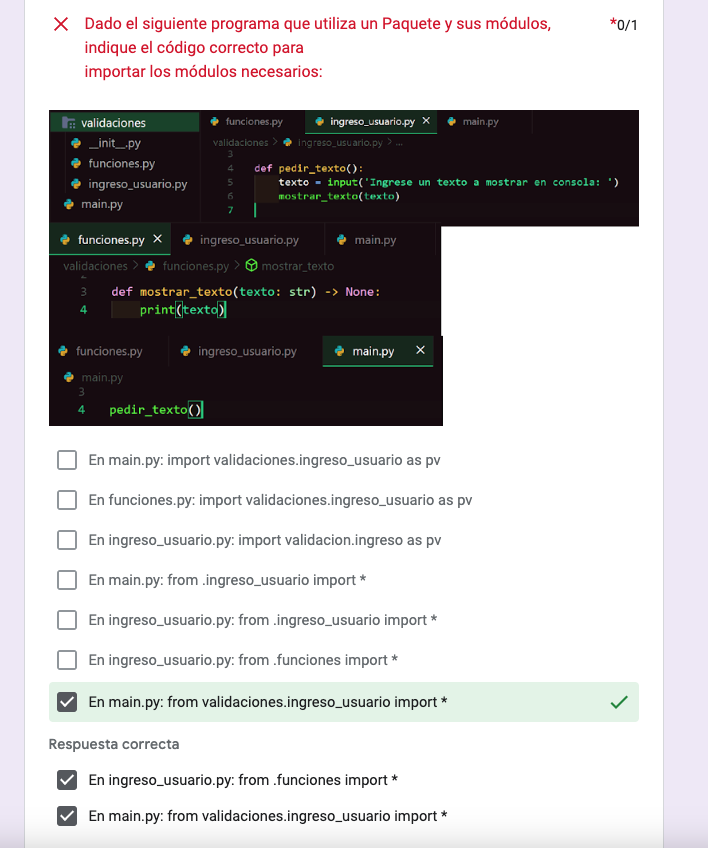 Dado el siguiente programa que utiliza un Paquete y sus módulos, *0/1
indique el código correcto para
importar los módulos necesarios:
validaciones
__init__.py
funciones.py
ingreso_usuario.py
main.py
funciones.py ingreso_usuario.py × main.py
validaciones > ingreso_usuario.py > ...
3
4 def pedir_texto():
5 texto = input('Ingrese un texto a mostrar en consola: ')
6 mostrar_texto(texto)
7
funciones.py × ingreso_usuario.py main.py
validaciones > funciones.py > mostrar_texto
3 def mostrar_texto(texto: str) -> None:
4 print(texto)
funciones.py ingreso_usuario.py main.py ×
main.py
3
4 pedir_texto()
En main.py: import validaciones.ingreso_usuario as pv
En funciones.py: import validaciones.ingreso_usuario as pv
En ingreso_usuario.py: import validacion.ingreso as pv
En main.py: from .ingreso_usuario import *
En ingreso_usuario.py: from .ingreso_usuario import *
En ingreso_usuario.py: from .funciones import *
En main.py: from validaciones.ingreso_usuario import *
Respuesta correcta
En ingreso_usuario.py: from .funciones import *
En main.py: from validaciones.ingreso_usuario import *